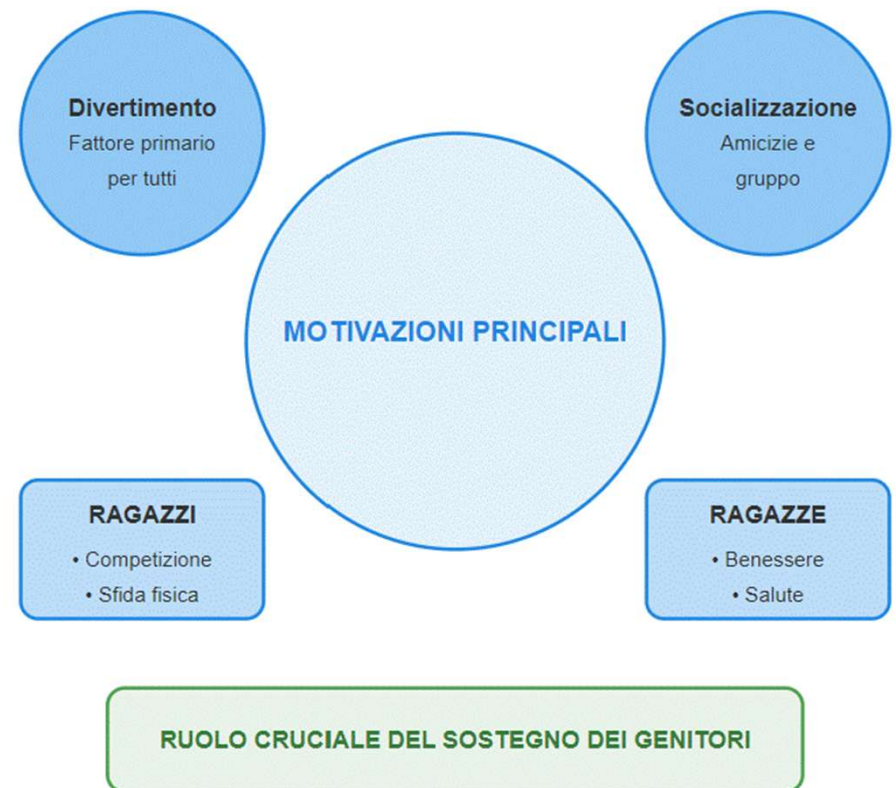 Divertimento
Fattore primario
per tutti
Socializzazione
Amicizie e
gruppo
MOTIVAZIONI PRINCIPALI
RAGAZZI
• Competizione
• Sfida fisica
RAGAZZE
• Benessere
• Salute
RUOLO CRUCIALE DEL SOSTEGNO DEI GENITORI